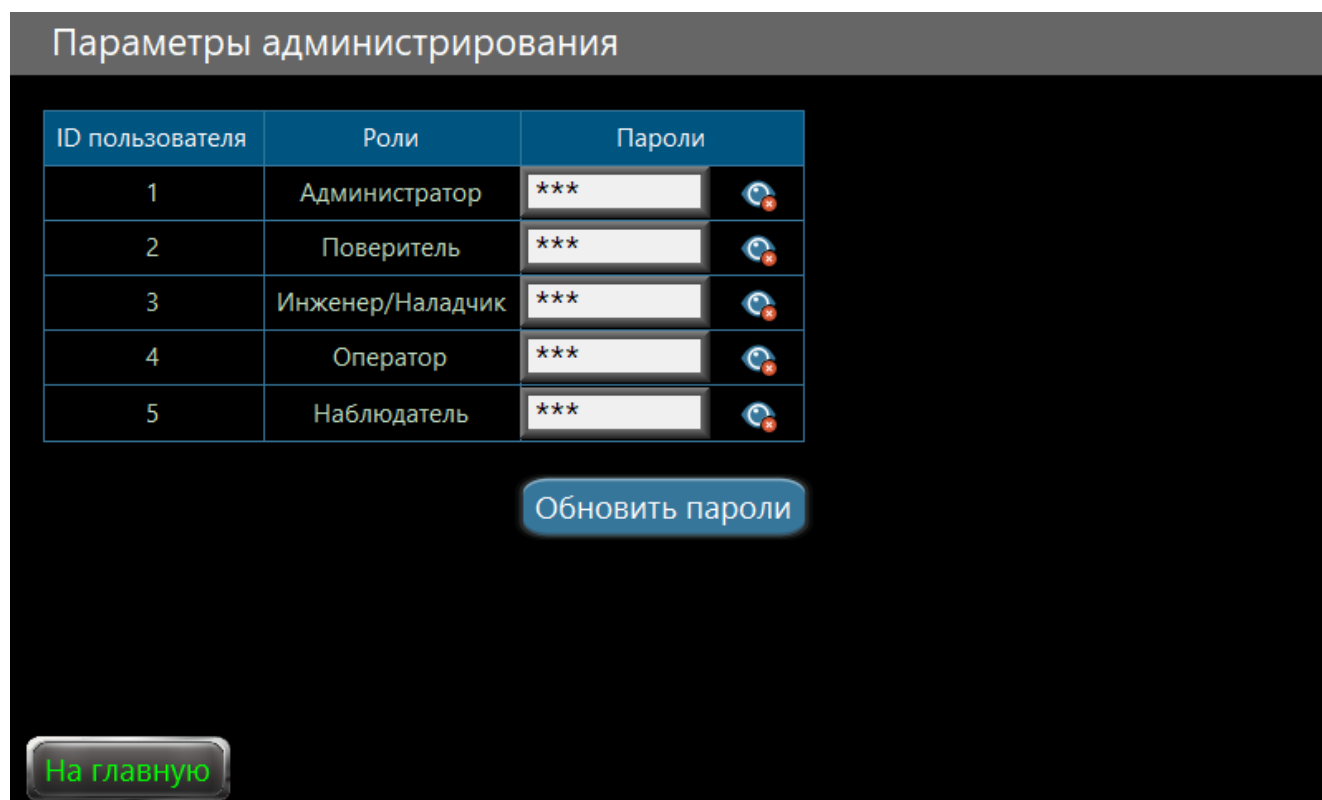 Параметры администрирования
ID пользователя Роли Пароли
1 Администратор ***
2 Поверитель ***
3 Инженер/Наладчик ***
4 Оператор ***
5 Наблюдатель ***
Обновить пароли
На главную